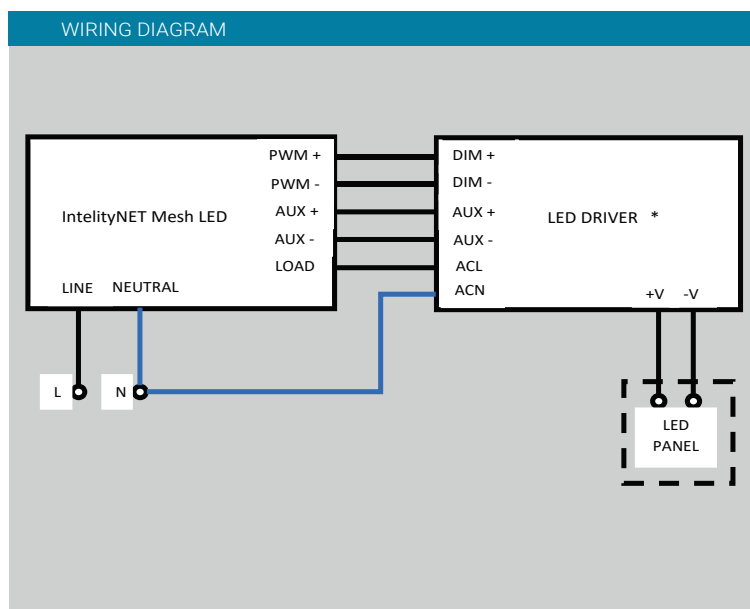 WIRING DIAGRAM
PWM +
PWM -
AUX +
AUX -
LOAD
IntelityNET Mesh LED
LINE NEUTRAL
DIM +
DIM -
AUX +
AUX -
ACL
ACN
LED DRIVER *
+V -V
L
N
LED
PANEL